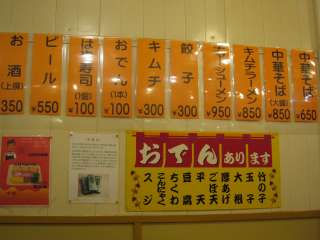 中華そば
¥650
中華そば
(大盛)
¥850
キムチラーメン
¥850
チャーシューメン
¥950
餃子
¥300
キムチ
¥300
おでん
(1本)
¥100
はや寿司
(1個)
¥100
ビール
¥550
お酒
(上撰)
350
おでんあります
竹の子
玉子
大根
厚あげ
ごぼ天
平天
豆腐
ちくわ
こんにゃく
スジ